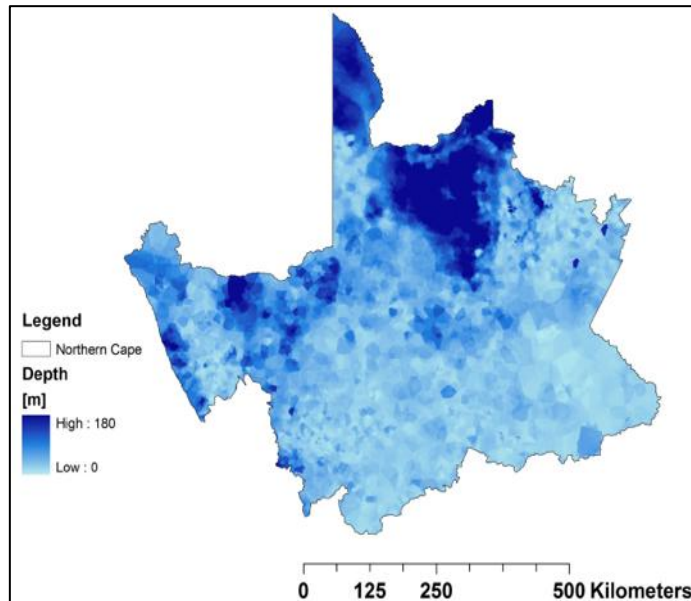 Legend
Northern Cape
Depth
[m]
High : 180
Low : 0
0 125 250 500 Kilometers